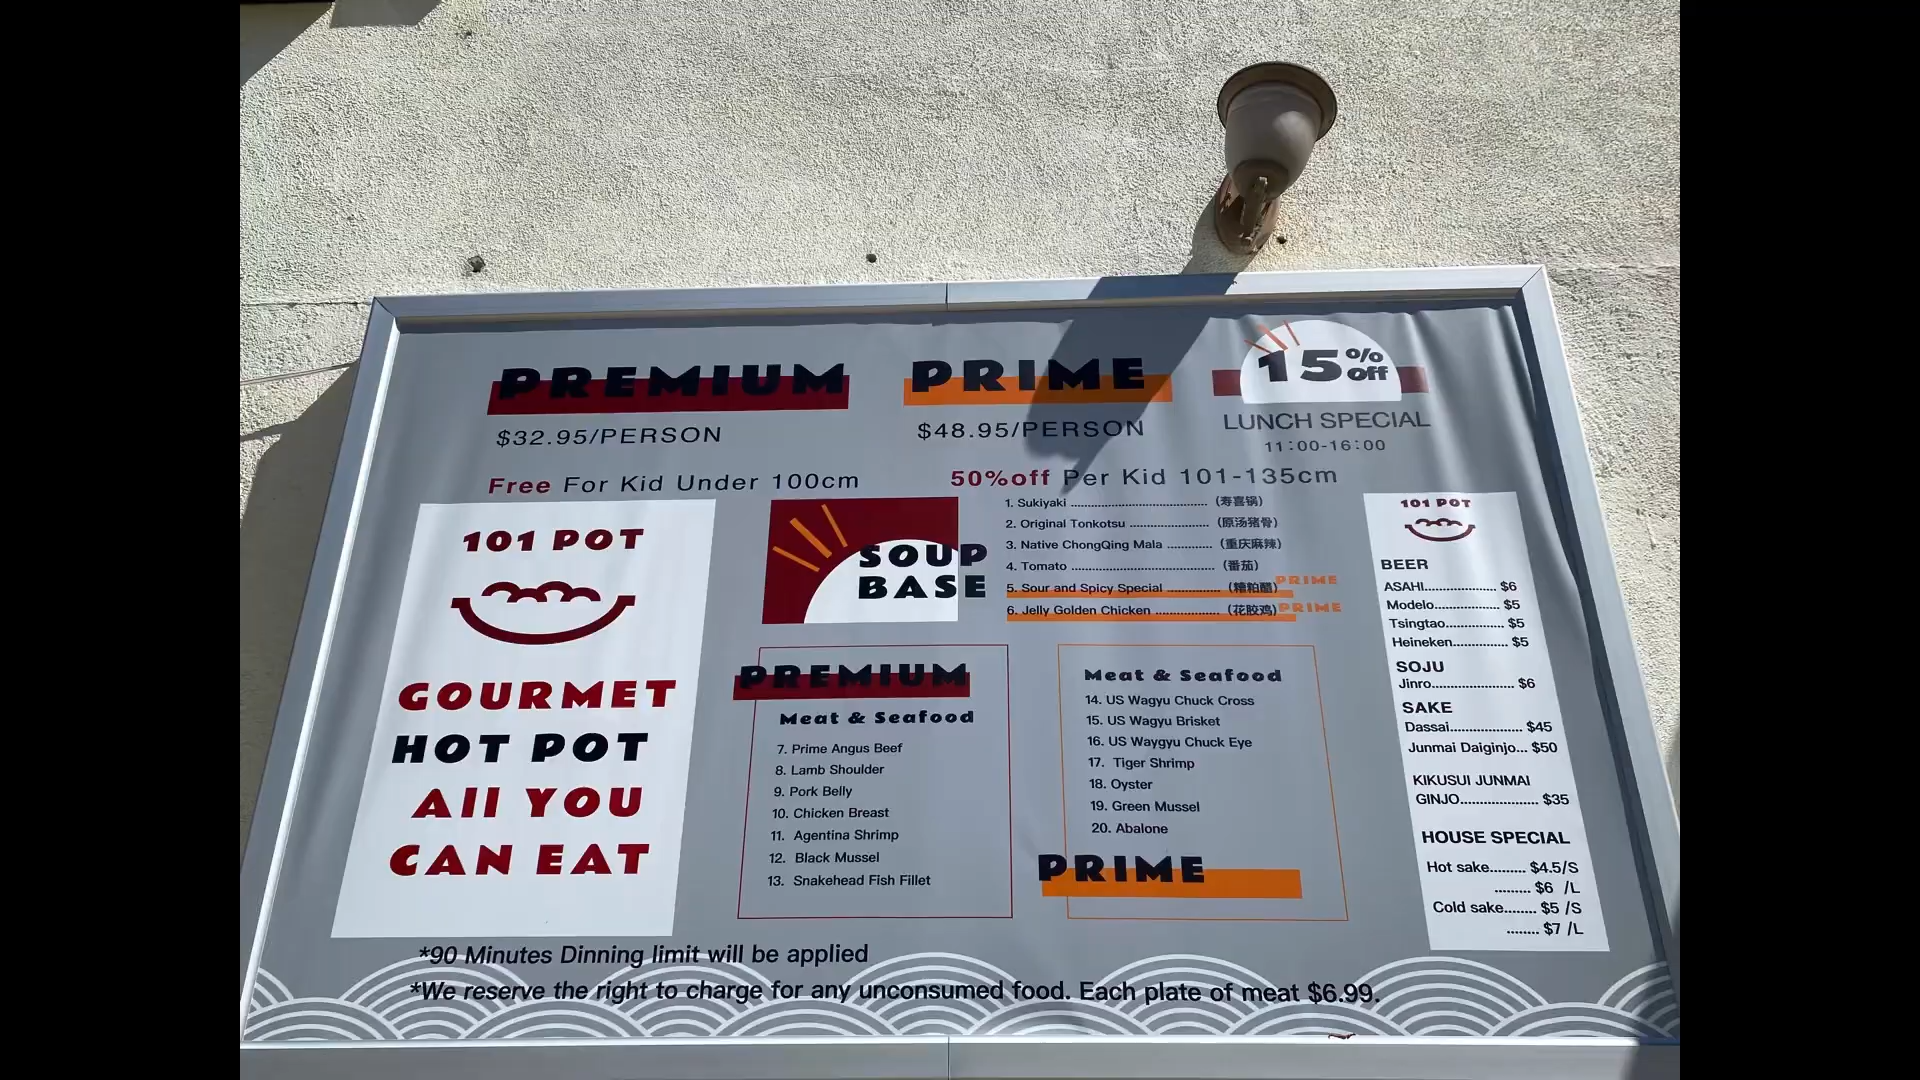 PREMIUM
$32.95/PERSON
PRIME
$48.95/PERSON
15% off
LUNCH SPECIAL
11:00-16:00
Free For Kid Under 100cm
50%off Per Kid 101-135cm
101 POT
GOURMET
HOT POT
All YOU
CAN EAT
SOUP
BASE
1. Sukiyaki ........................................ (寿喜锅)
2. Original Tonkotsu ....................... (原汤猪骨)
3. Native ChongQing Mala ............. (重庆麻辣)
4. Tomato .......................................... (番茄)
5. Sour and Spicy Special ................ (糟粕醋) PRIME
6. Jelly Golden Chicken ................... (花胶鸡) PRIME
PREMIUM
Meat & Seafood
7. Prime Angus Beef
8. Lamb Shoulder
9. Pork Belly
10. Chicken Breast
11. Agentina Shrimp
12. Black Mussel
13. Snakehead Fish Fillet
Meat & Seafood
14. US Wagyu Chuck Cross
15. US Wagyu Brisket
16. US Waygyu Chuck Eye
17. Tiger Shrimp
18. Oyster
19. Green Mussel
20. Abalone
PRIME
101 POT
BEER
ASAHI...................... $6
Modelo.................... $5
Tsingtao.................. $5
Heineken................. $5
SOJU
Jinro......................... $6
SAKE
Dassai...................... $45
Junmai Daiginjo... $50
KIKUSUI JUNMAI
GINJO........................ $35
HOUSE SPECIAL
Hot sake.......... $4.5/S
.......... $6 /L
Cold sake......... $5 /S
......... $7 /L
*90 Minutes Dinning limit will be applied
*We reserve the right to charge for any unconsumed food. Each plate of meat $6.99.